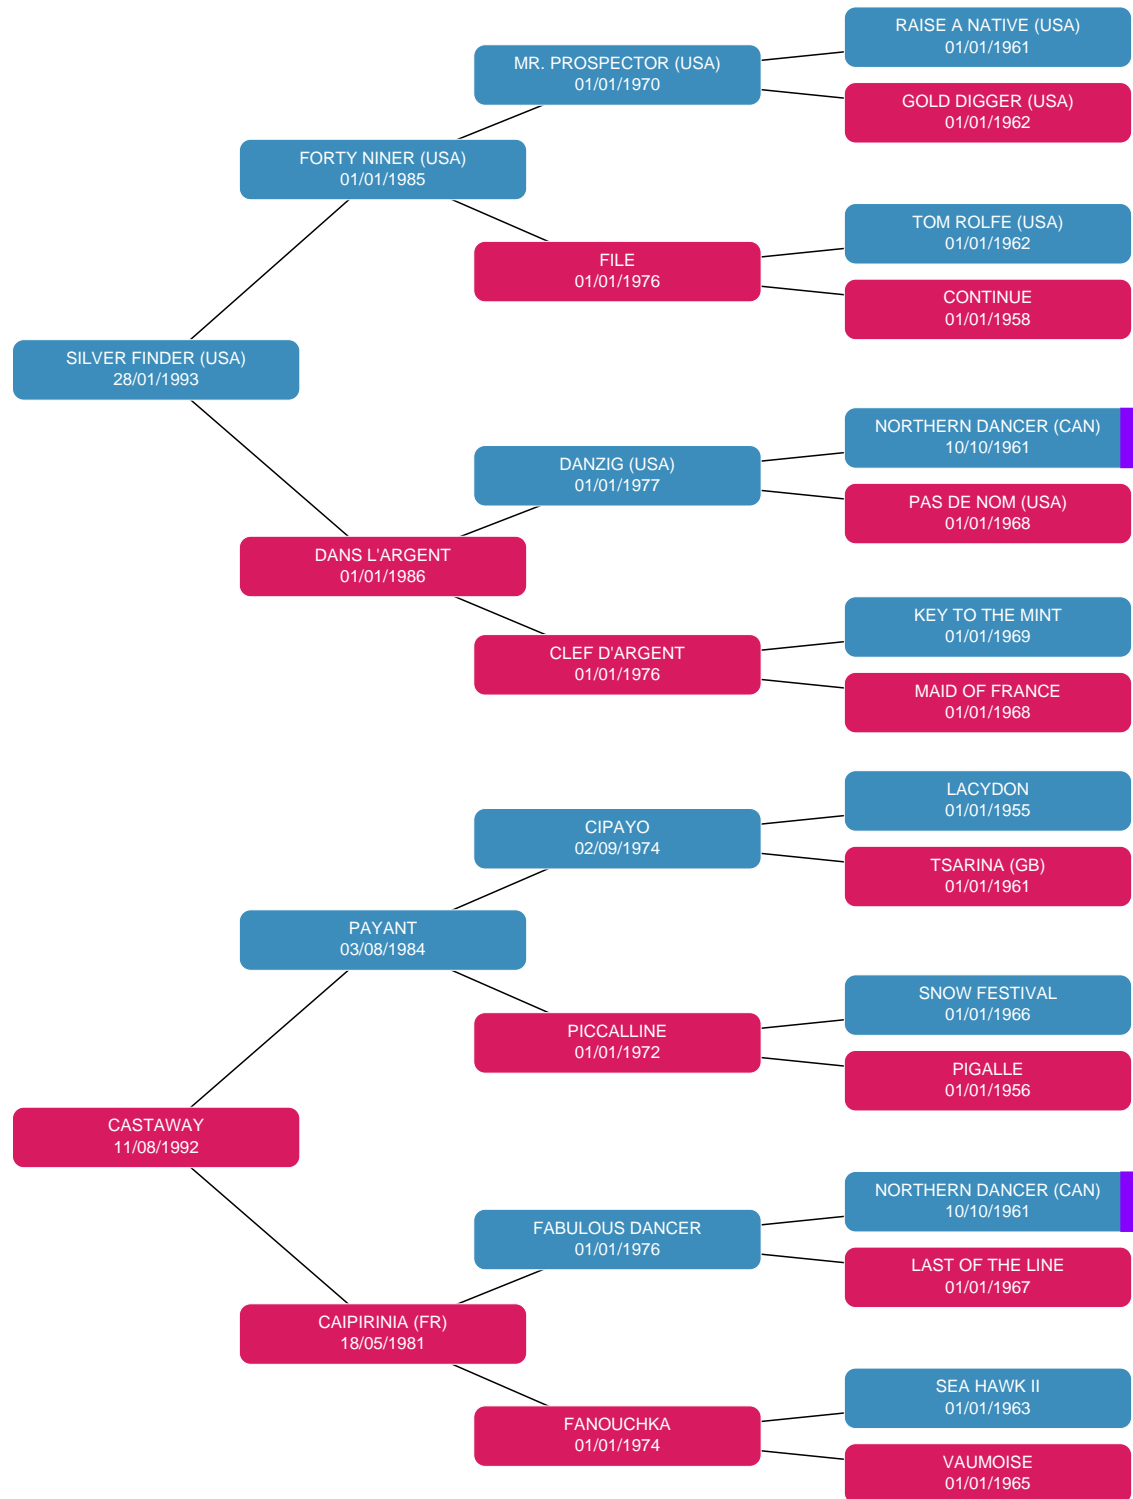 RAISE A NATIVE (USA)
01/01/1961
MR. PROSPECTOR (USA)
01/01/1970
GOLD DIGGER (USA)
01/01/1962
FORTY NINER (USA)
01/01/1985
TOM ROLFE (USA)
01/01/1962
FILE
01/01/1976
CONTINUE
01/01/1958
SILVER FINDER (USA)
28/01/1993
NORTHERN DANCER (CAN)
10/10/1961
DANZIG (USA)
01/01/1977
PAS DE NOM (USA)
01/01/1968
DANS L'ARGENT
01/01/1986
KEY TO THE MINT
01/01/1969
CLEF D'ARGENT
01/01/1976
MAID OF FRANCE
01/01/1968
LACYDON
01/01/1955
CIPAYO
02/09/1974
TSARINA (GB)
01/01/1961
PAYANT
03/08/1984
SNOW FESTIVAL
01/01/1966
PICCALLINE
01/01/1972
PIGALLE
01/01/1956
CASTAWAY
11/08/1992
NORTHERN DANCER (CAN)
10/10/1961
FABULOUS DANCER
01/01/1976
LAST OF THE LINE
01/01/1967
CAIPIRINIA (FR)
18/05/1981
SEA HAWK II
01/01/1963
FANOUCHKA
01/01/1974
VAUMOISE
01/01/1965